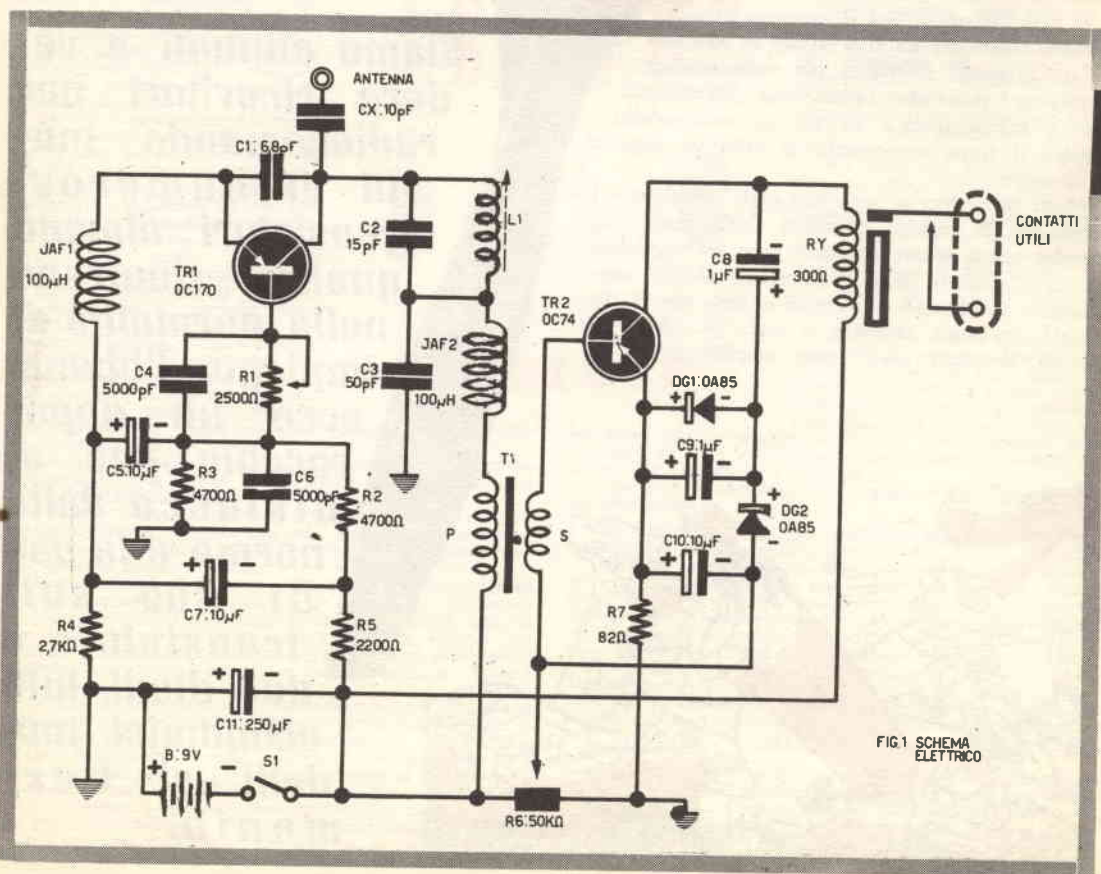 ANTENNA
CX:10pF
C1:6,8pF
JAF1
100µH
TR1
OC170
C2
15pF
L1
C4
5000pF
R1
2500Ω
C3
50pF
JAF2
100µH
+ C5:10µF -
R3
4700Ω
C6
5000pF
R2
4700Ω
T1
P
S
+ -
C7:10µF
R4
2,7KΩ
R5
2200Ω
+ -
C11:250µF
B:9V
+ -
S1
R6:50KΩ
TR2
OC74
C8
1µF
-
+
RY
300Ω
CONTATTI
UTILI
DG1:OA85
+ -
C9:1µF
+ -
+
DG2
OA85
-
C10:10µF
+ -
R7
82Ω
FIG.1 SCHEMA
ELETTRICO